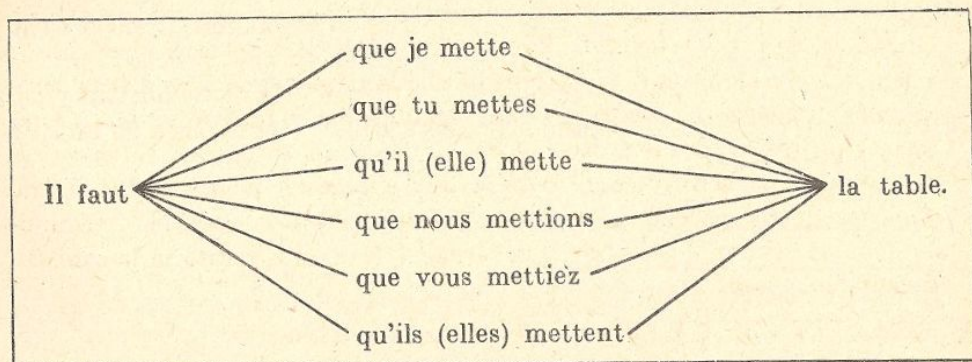 que je mette
que tu mettes
qu'il (elle) mette
Il faut
la table.
que nous mettions
que vous mettiez
qu'ils (elles) mettent